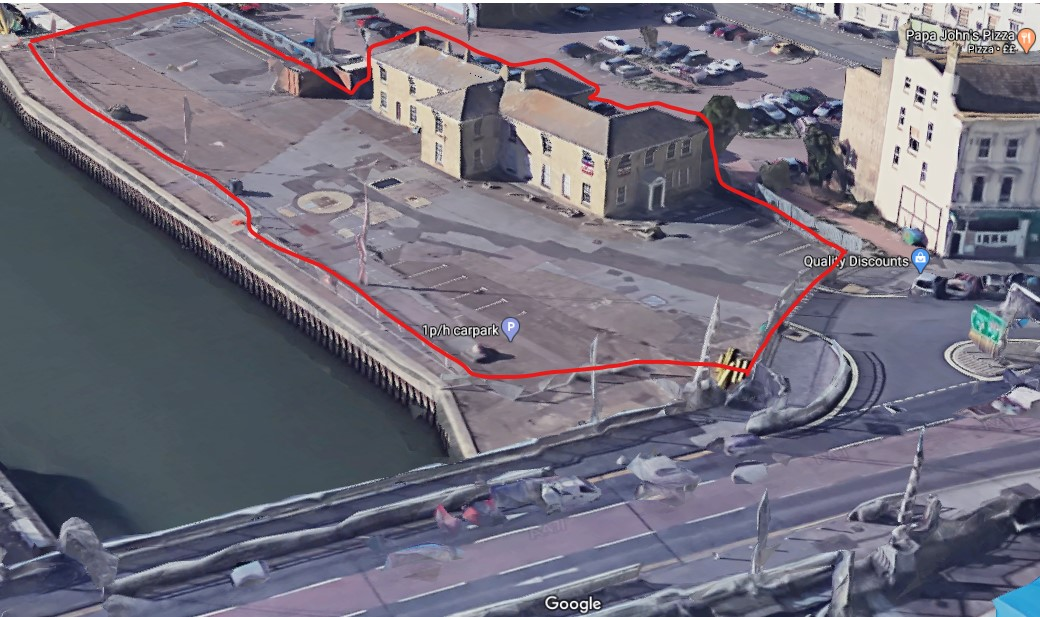 Papa John's Pizza
Pizza • ££
Quality Discounts
P
1p/h carpark
Google